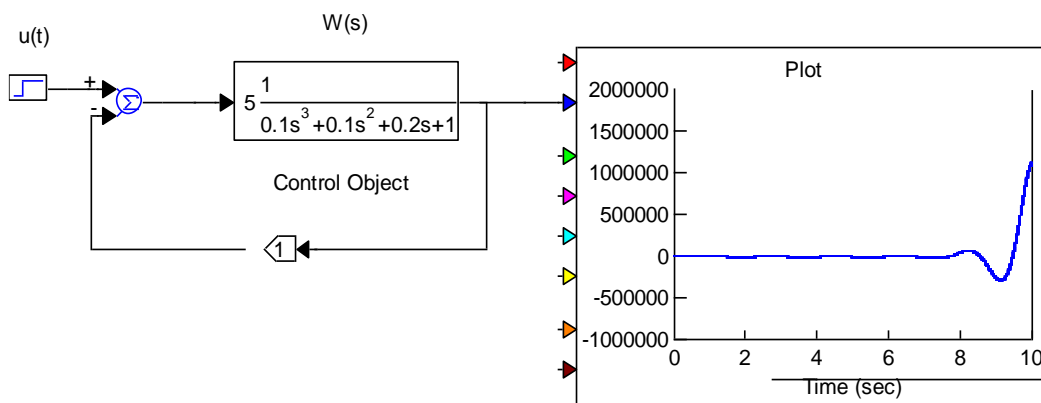 W(s)
u(t)
+
-
Σ
5
1
0.1s³+0.1s²+0.2s+1
Control Object
1
Plot
2000000
1500000
1000000
500000
0
-500000
-1000000
0 2 4 6 8 10
Time (sec)